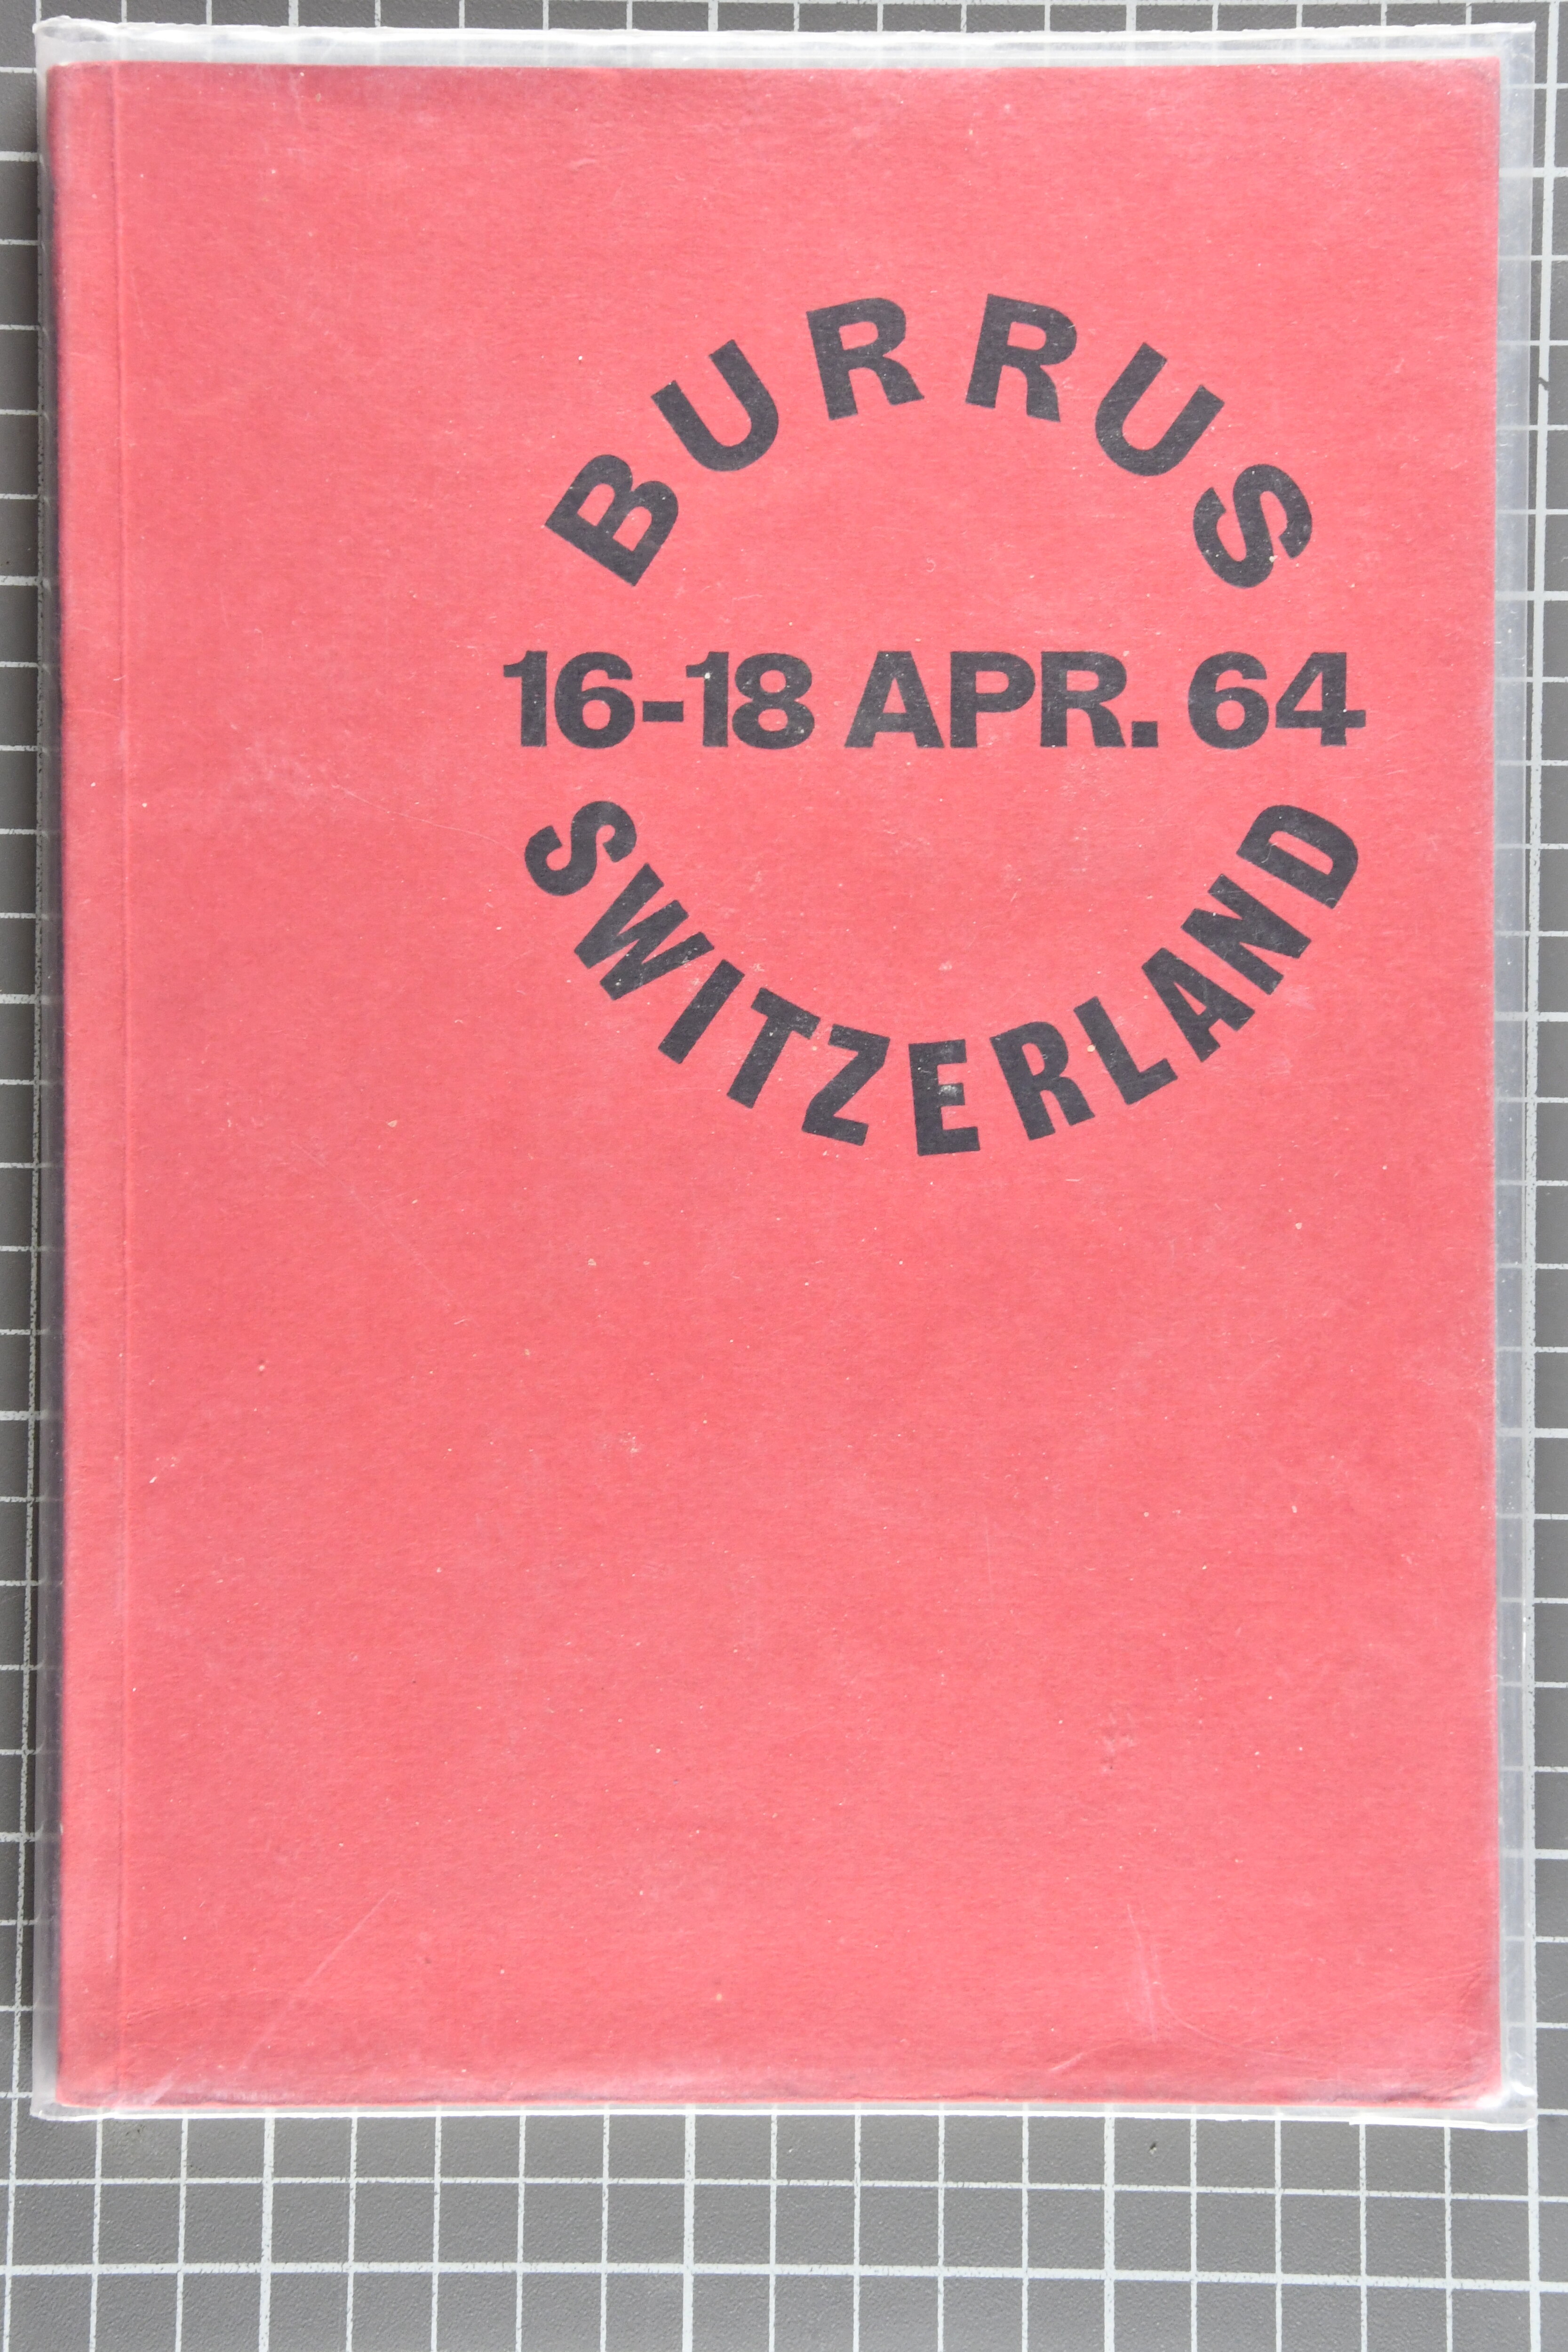 BURRUS
16-18 APR. 64
SWITZERLAND